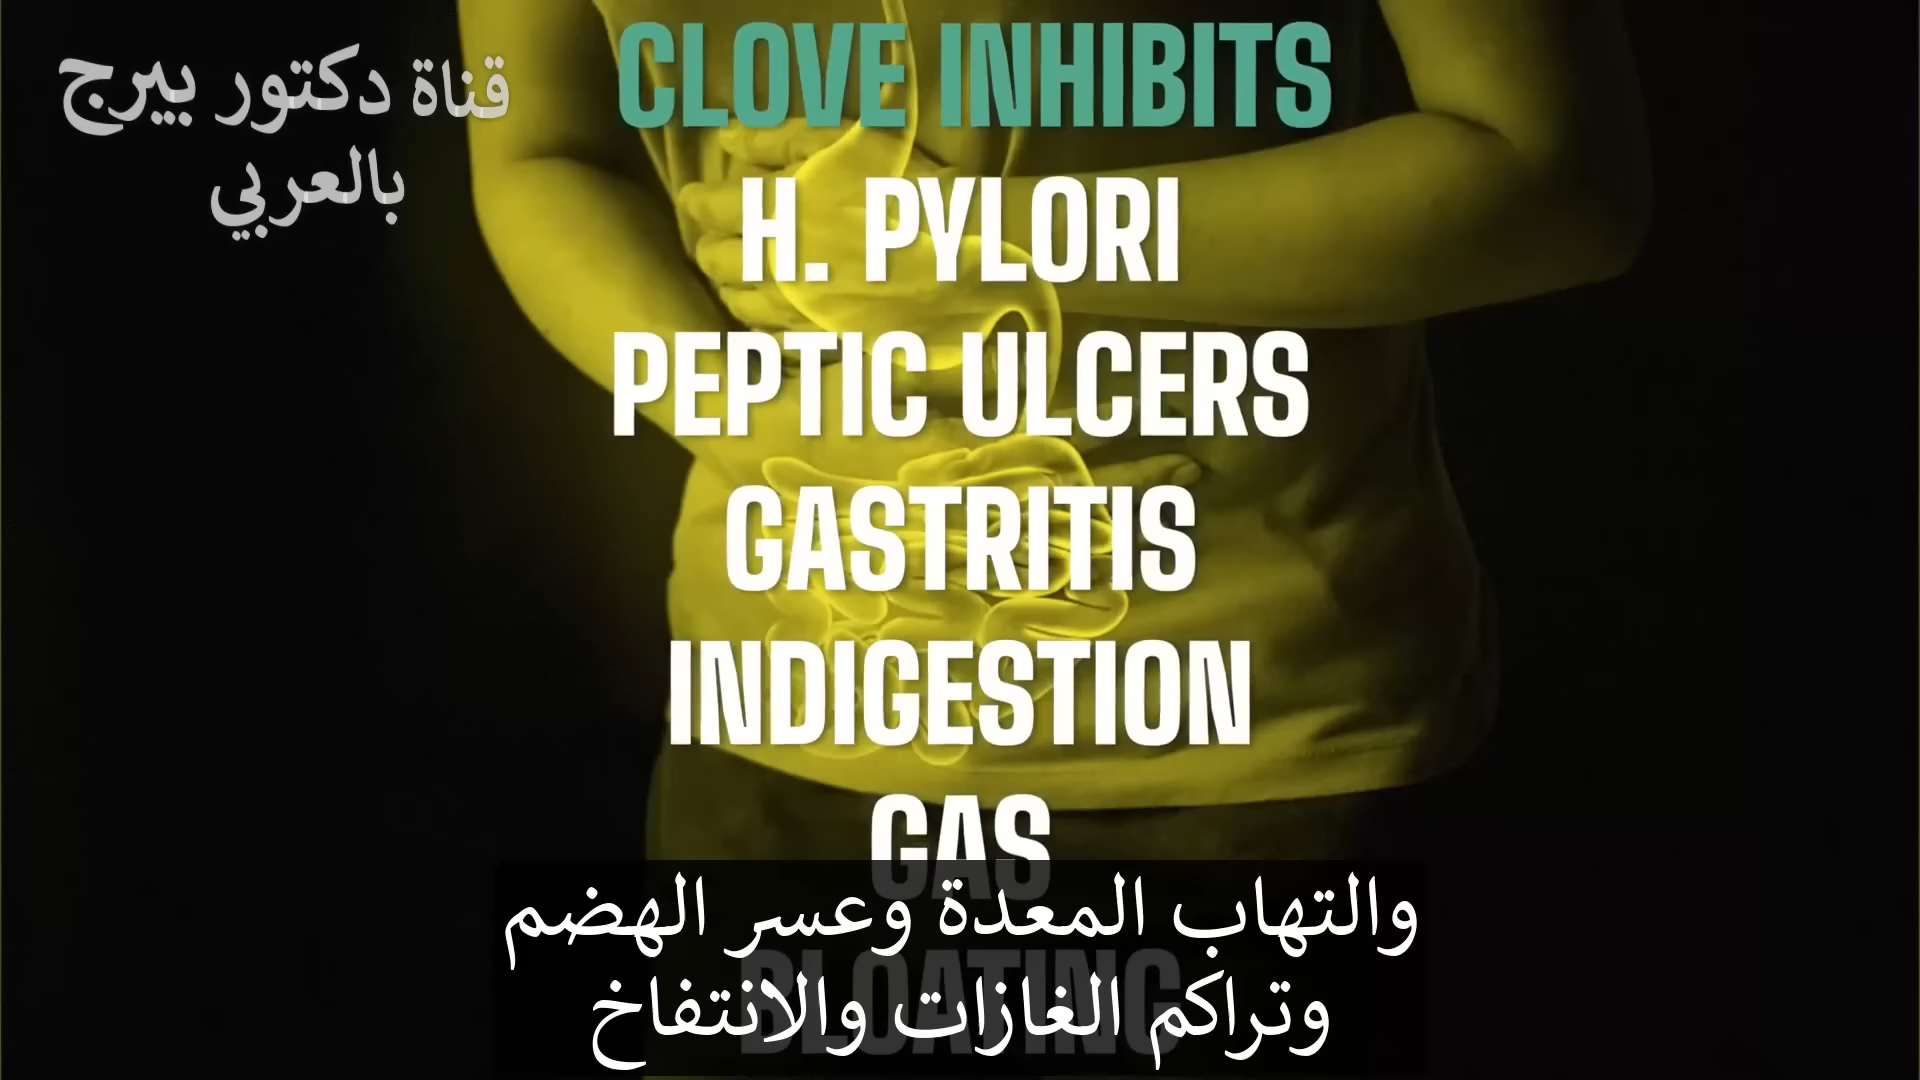 قناة دكتور بيرج
بالعربي
CLOVE INHIBITS
H. PYLORI
PEPTIC ULCERS
GASTRITIS
INDIGESTION
GAS
BLOATING
والتهاب المعدة وعسر الهضم
وتراكم الغازات والانتفاخ